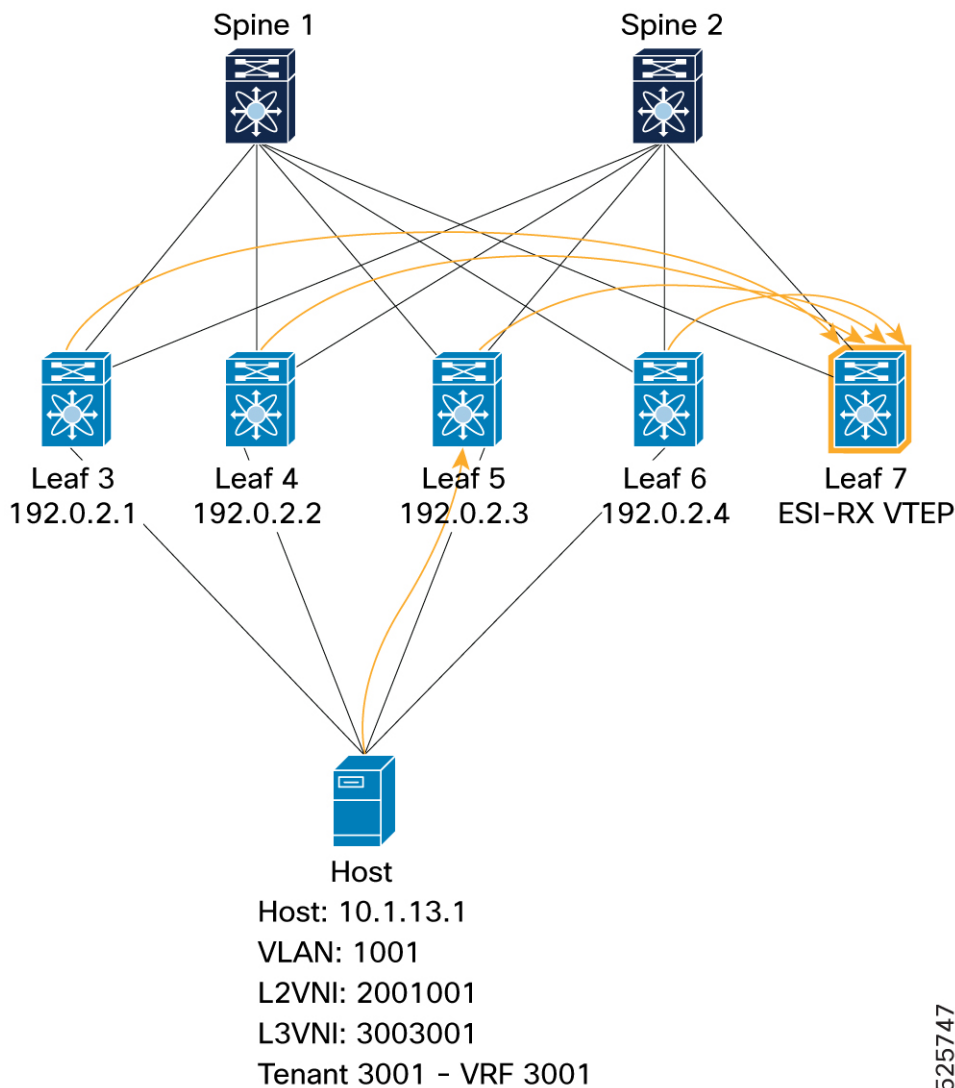 Spine 1
Spine 2
Leaf 3
192.0.2.1
Leaf 4
192.0.2.2
Leaf 5
192.0.2.3
Leaf 6
192.0.2.4
Leaf 7
ESI-RX VTEP
Host
Host: 10.1.13.1
VLAN: 1001
L2VNI: 2001001
L3VNI: 3003001
Tenant 3001 - VRF 3001
525747